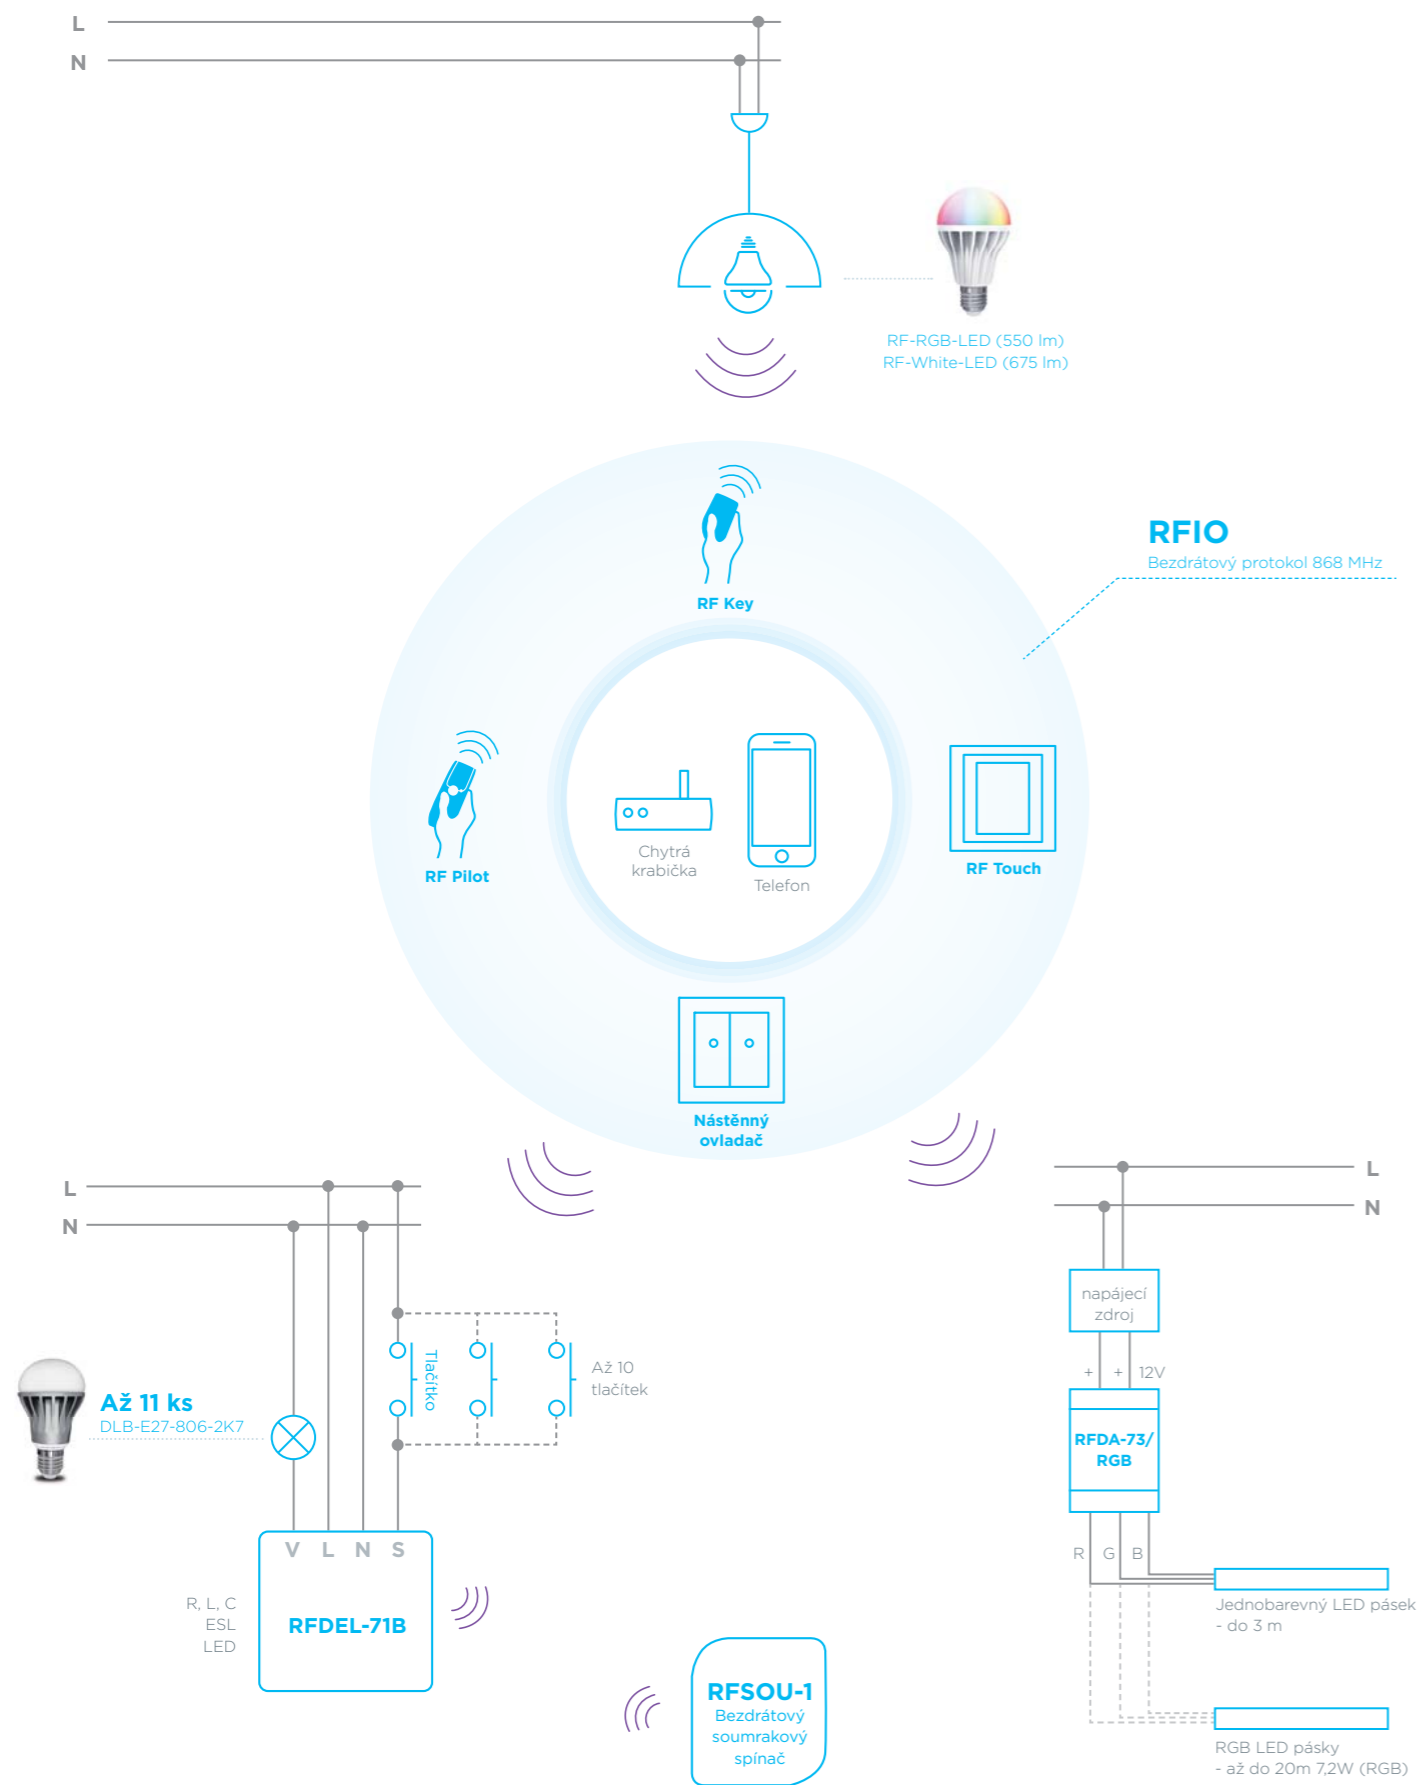 L
N
RF-RGB-LED (550 lm)
RF-White-LED (675 lm)
RFIO
Bezdrátový protokol 868 MHz
RF Key
RF Pilot
Chytrá
krabička
Telefon
RF Touch
Nástěnný
ovladač
L
N
Tlačítko
Až 10
tlačítek
Až 11 ks
DLB-E27-806-2K7
V L N S
R, L, C
ESL
LED
RFDEL-71B
RFSOU-1
Bezdrátový
soumrakový
spínač
L
N
napájecí
zdroj
+ + 12V
RFDA-73/
RGB
R G B
Jednobarevný LED pásek
- do 3 m
RGB LED pásky
- až do 20m 7,2W (RGB)